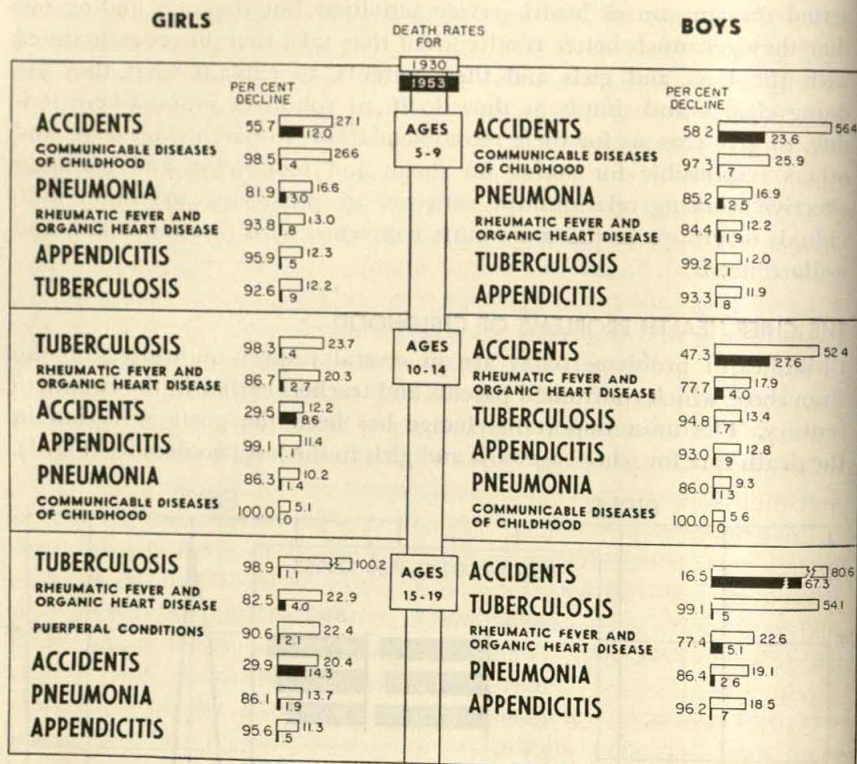 GIRLS
BOYS
DEATH RATES
FOR
1930
1953
PER CENT
DECLINE
PER CENT
DECLINE
AGES
5-9
ACCIDENTS 55.7 27.1
12.0
COMMUNICABLE DISEASES
OF CHILDHOOD 98.5 26.6
.4
PNEUMONIA 81.9 16.6
3.0
RHEUMATIC FEVER AND
ORGANIC HEART DISEASE 93.8 13.0
.8
APPENDICITIS 95.9 12.3
.5
TUBERCULOSIS 92.6 12.2
.9
ACCIDENTS 58.2 56.4
23.6
COMMUNICABLE DISEASES
OF CHILDHOOD 97.3 25.9
.7
PNEUMONIA 85.2 16.9
2.5
RHEUMATIC FEVER AND
ORGANIC HEART DISEASE 84.4 12.2
1.9
TUBERCULOSIS 99.2 12.0
.1
APPENDICITIS 93.3 11.9
.8
AGES
10-14
TUBERCULOSIS 98.3 23.7
.4
RHEUMATIC FEVER AND
ORGANIC HEART DISEASE 86.7 20.3
2.7
ACCIDENTS 29.5 12.2
8.6
APPENDICITIS 99.1 11.4
.1
PNEUMONIA 86.3 10.2
1.4
COMMUNICABLE DISEASES
OF CHILDHOOD 100.0 5.1
0
ACCIDENTS 47.3 52.4
27.6
RHEUMATIC FEVER AND
ORGANIC HEART DISEASE 77.7 17.9
4.0
TUBERCULOSIS 94.8 13.4
.7
APPENDICITIS 93.0 12.8
.9
PNEUMONIA 86.0 9.3
1.3
COMMUNICABLE DISEASES
OF CHILDHOOD 100.0 5.6
0
AGES
15-19
TUBERCULOSIS 98.9 100.2
1.1
RHEUMATIC FEVER AND
ORGANIC HEART DISEASE 82.5 22.9
4.0
PUERPERAL CONDITIONS 90.6 22.4
2.1
ACCIDENTS 29.9 20.4
14.3
PNEUMONIA 86.1 13.7
1.9
APPENDICITIS 95.6 11.3
.5
ACCIDENTS 16.5 80.6
67.3
TUBERCULOSIS 99.1 54.1
.5
RHEUMATIC FEVER AND
ORGANIC HEART DISEASE 77.4 22.6
5.1
PNEUMONIA 86.4 19.1
2.6
APPENDICITIS 96.2 18.5
.7